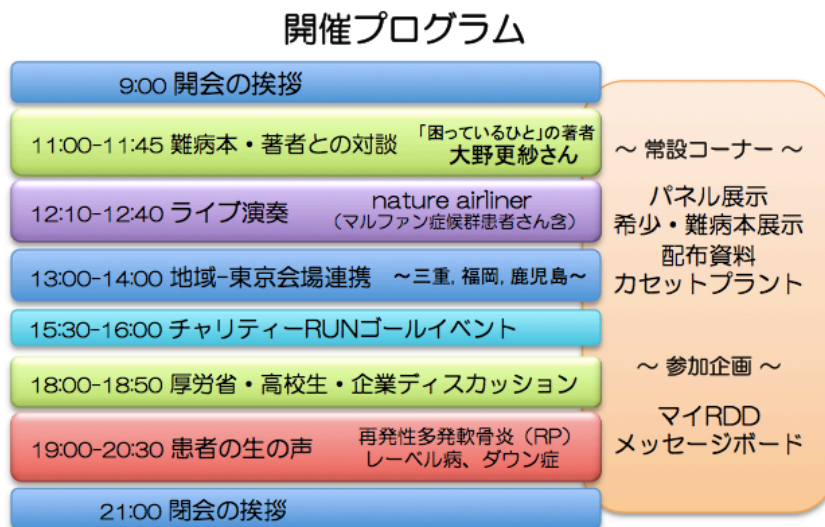 開催プログラム
9:00 開会の挨拶
11:00-11:45 難病本・著者との対談 「困っているひと」の著者
大野更紗さん
12:10-12:40 ライブ演奏 nature airliner
(マルファン症候群患者さん含)
13:00-14:00 地域-東京会場連携 ～三重, 福岡, 鹿児島～
15:30-16:00 チャリティーRUNゴールイベント
18:00-18:50 厚労省・高校生・企業ディスカッション
19:00-20:30 患者の生の声 再発性多発軟骨炎（RP）
レーベル病、ダウン症
21:00 閉会の挨拶
～ 常設コーナー ～
パネル展示
希少・難病本展示
配布資料
カセットプラント
～ 参加企画 ～
マイRDD
メッセージボード